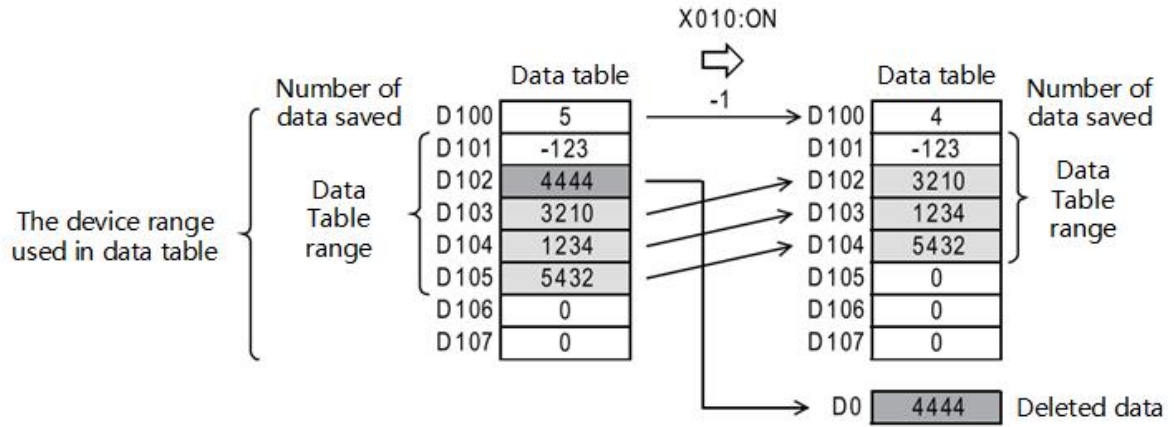 X010:ON
Data table
Data table
Number of
data saved
Number of
data saved
-1
D100 5
D100 4
D101 -123
D101 -123
D102 4444
D102 3210
D103 3210
D103 1234
D104 1234
D104 5432
D105 5432
D105 0
D106 0
D106 0
D107 0
D107 0
The device range
used in data table
Data
Table
range
Data
Table
range
D0 4444 Deleted data